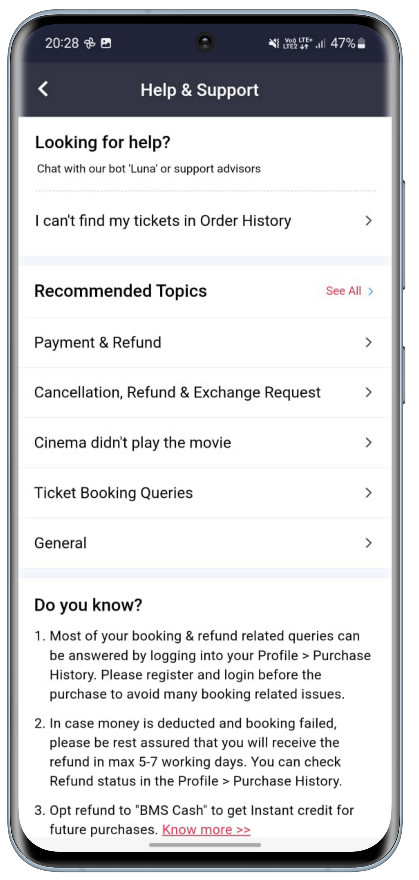 20:28 Vo) LTE+ LTE2 47%
Help & Support
Looking for help?
Chat with our bot 'Luna' or support advisors
I can't find my tickets in Order History
Recommended Topics See All
Payment & Refund
Cancellation, Refund & Exchange Request
Cinema didn't play the movie
Ticket Booking Queries
General
Do you know?
1. Most of your booking & refund related queries can
be answered by logging into your Profile > Purchase
History. Please register and login before the
purchase to avoid many booking related issues.
2. In case money is deducted and booking failed,
please be rest assured that you will receive the
refund in max 5-7 working days. You can check
Refund status in the Profile > Purchase History.
3. Opt refund to "BMS Cash" to get Instant credit for
future purchases. Know more >>